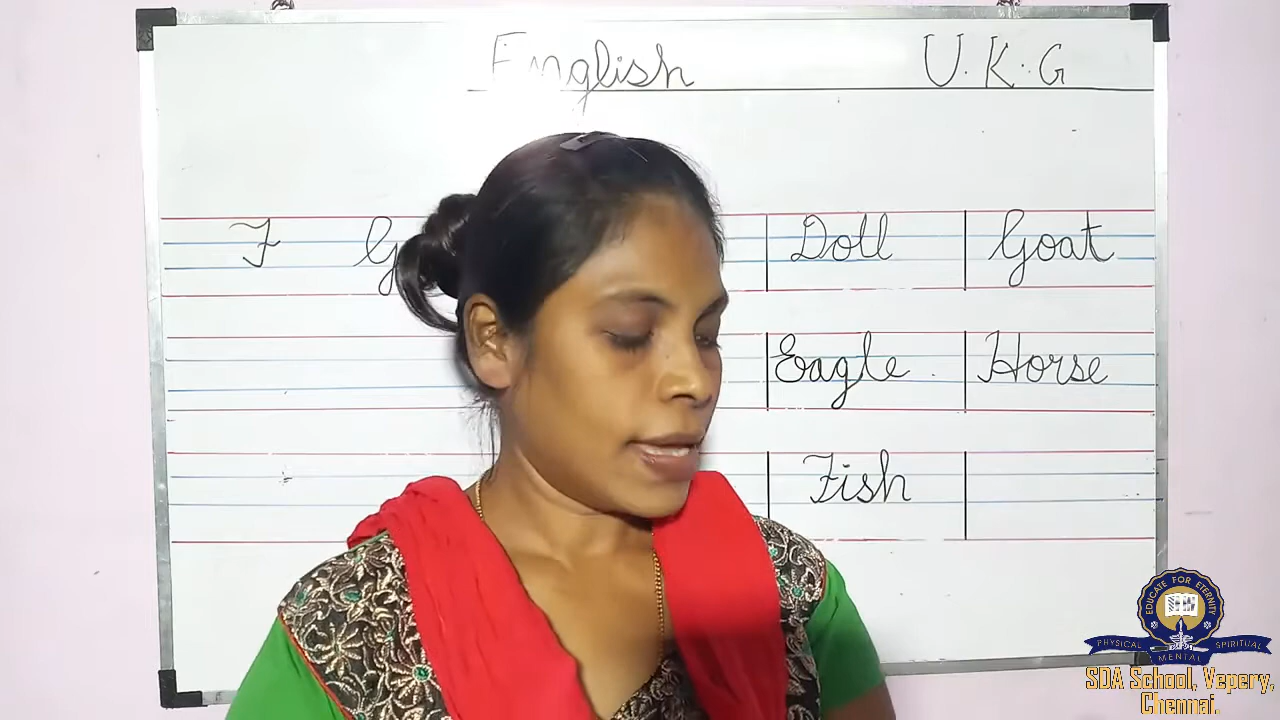 English U.K.G
F G Doll Goat
Eagle. Horse
Fish
EDUCATE FOR ETERNITY
PHYSICAL MENTAL SPIRITUAL
SDA School, Vepery,
Chennai.